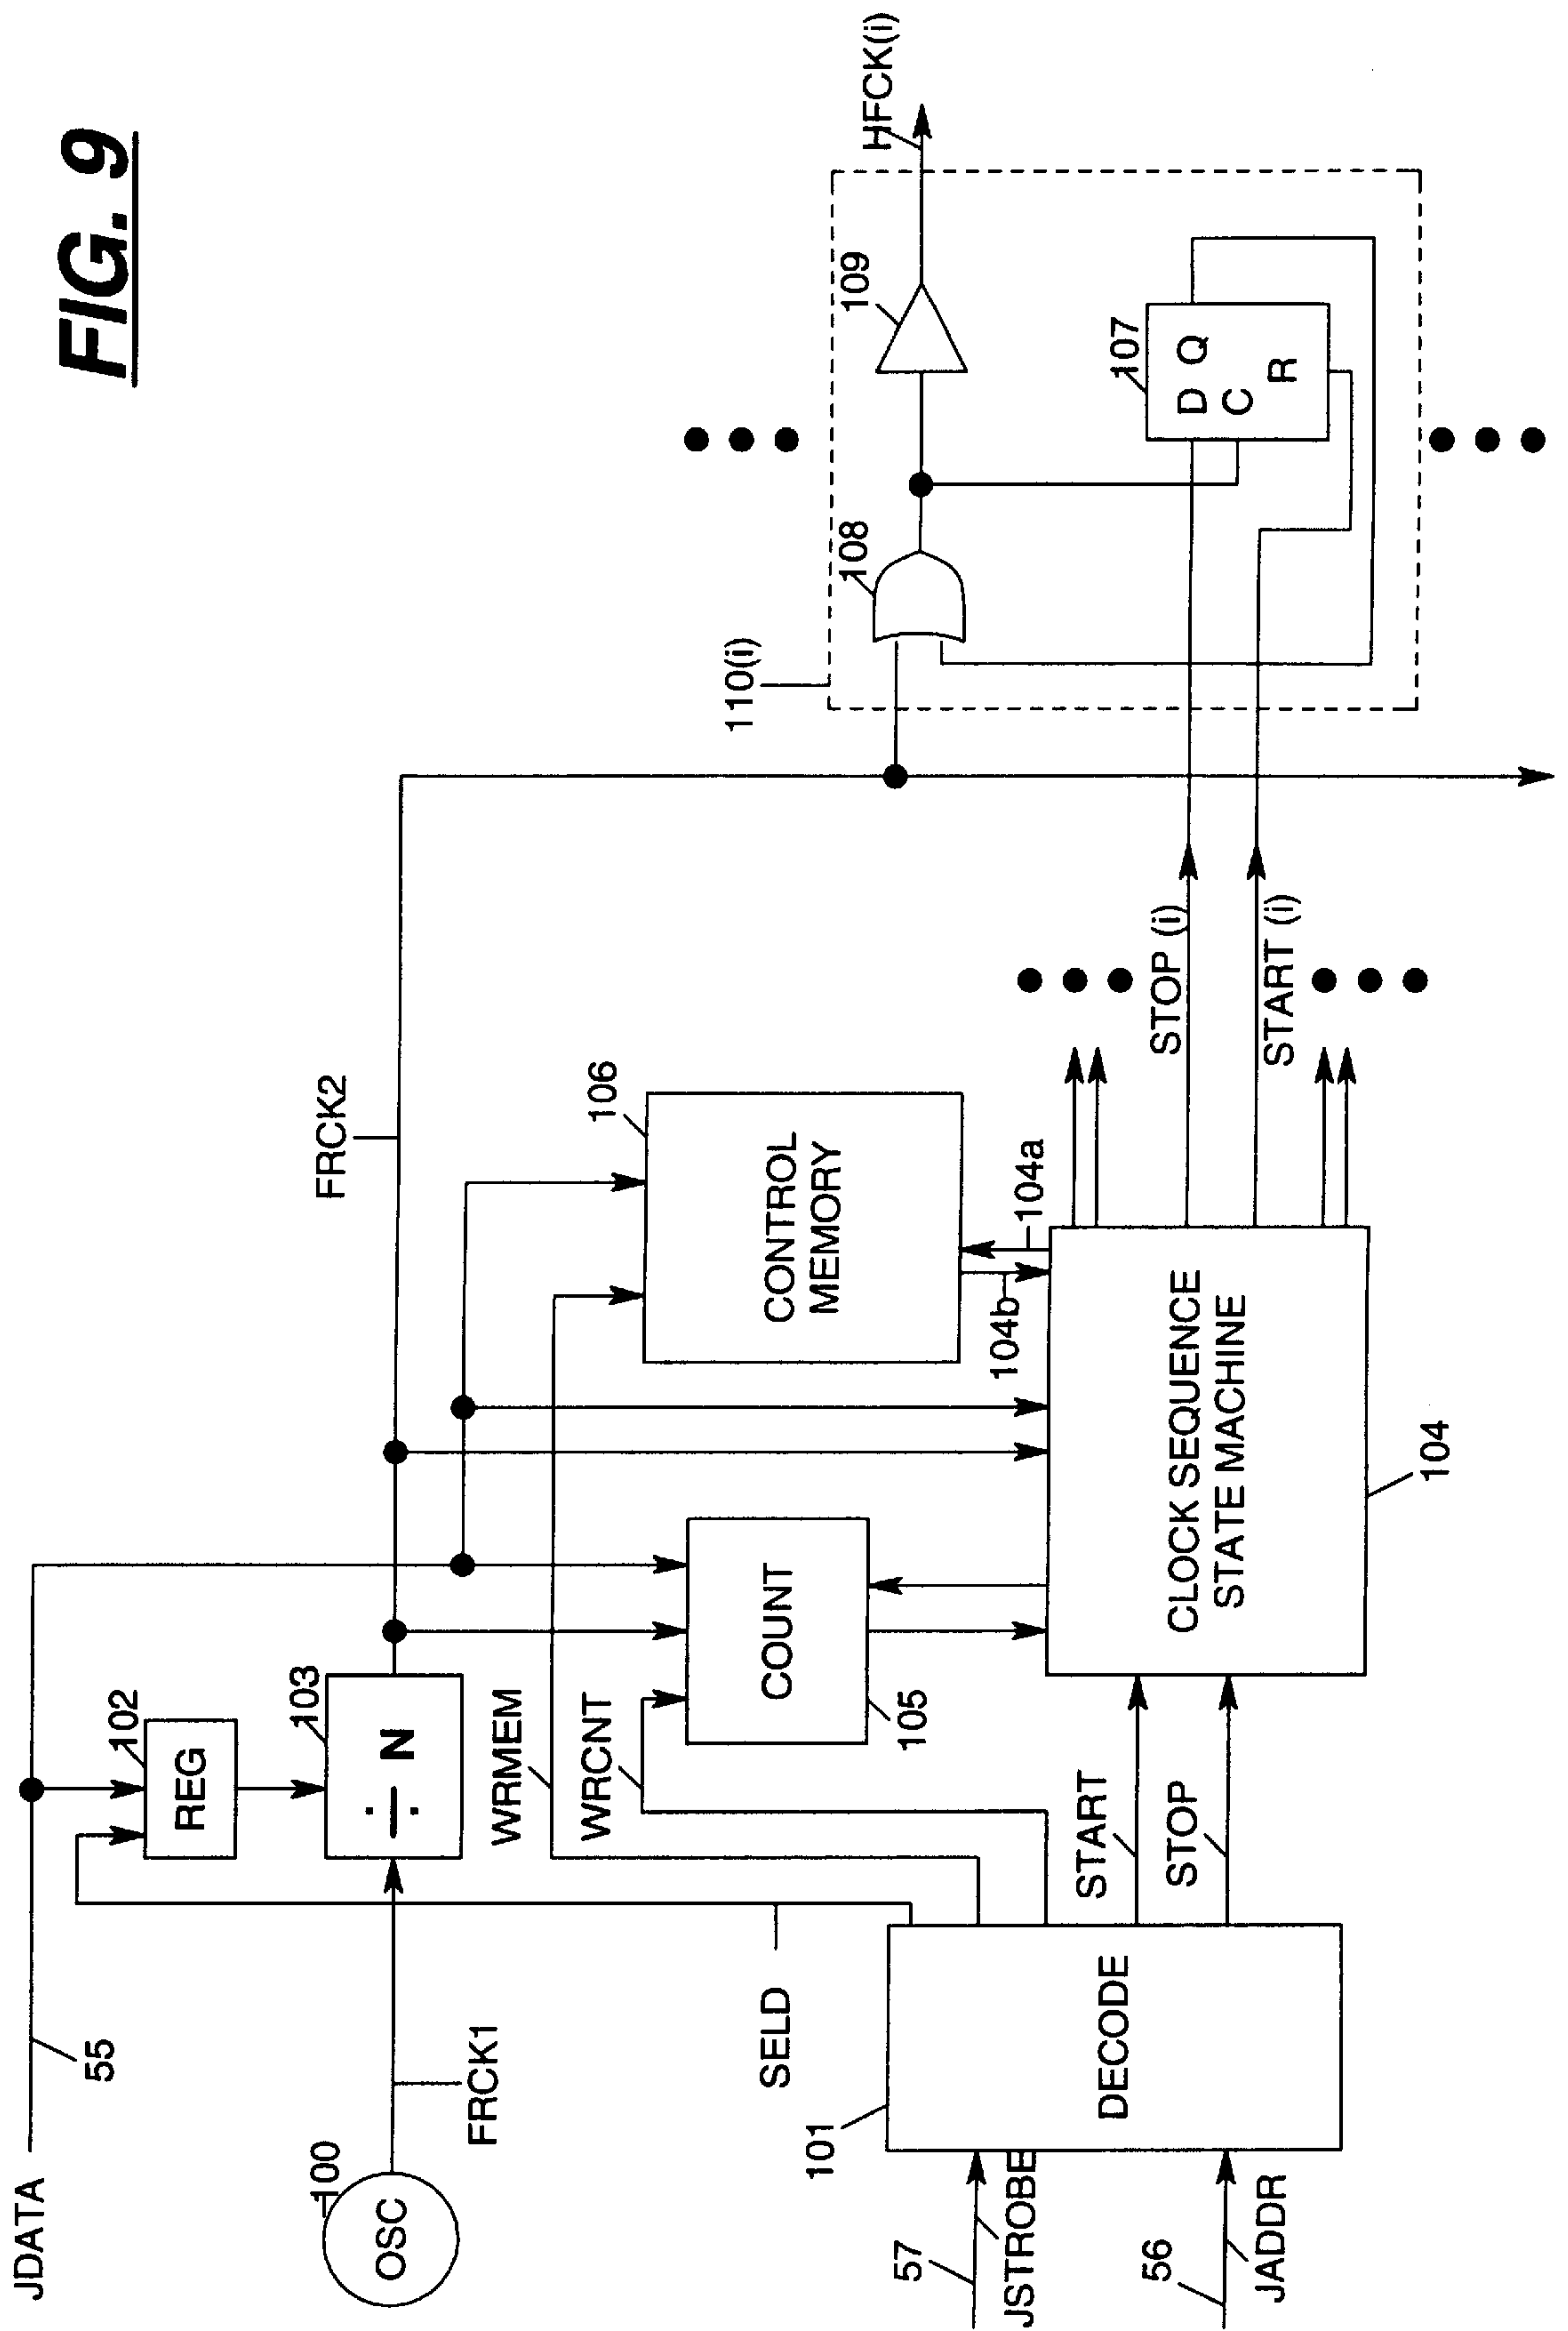 FIG. 9
JDATA
55
100
OSC
FRCK1
102
REG
103
÷ N
FRCK2
SELD
WRMEM
WRCNT
COUNT
105
106
CONTROL
MEMORY
104a
104b
57
JSTROBE
56
JADDR
101
DECODE
START
STOP
CLOCK SEQUENCE
STATE MACHINE
104
STOP (i)
START (i)
110(i)
108
109
HFCK(i)
107
D Q
C
R